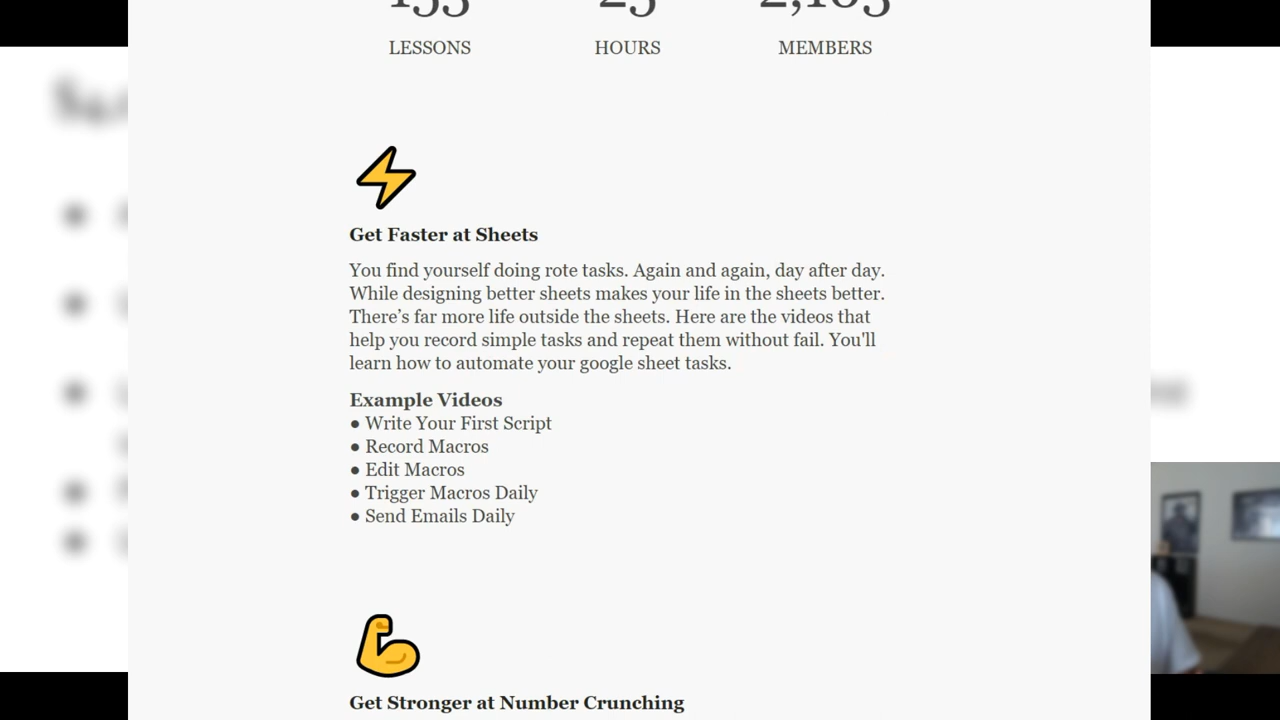 LESSONS HOURS MEMBERS
Get Faster at Sheets
You find yourself doing rote tasks. Again and again, day after day.
While designing better sheets makes your life in the sheets better.
There’s far more life outside the sheets. Here are the videos that
help you record simple tasks and repeat them without fail. You'll
learn how to automate your google sheet tasks.
Example Videos
● Write Your First Script
● Record Macros
● Edit Macros
● Trigger Macros Daily
● Send Emails Daily
Get Stronger at Number Crunching